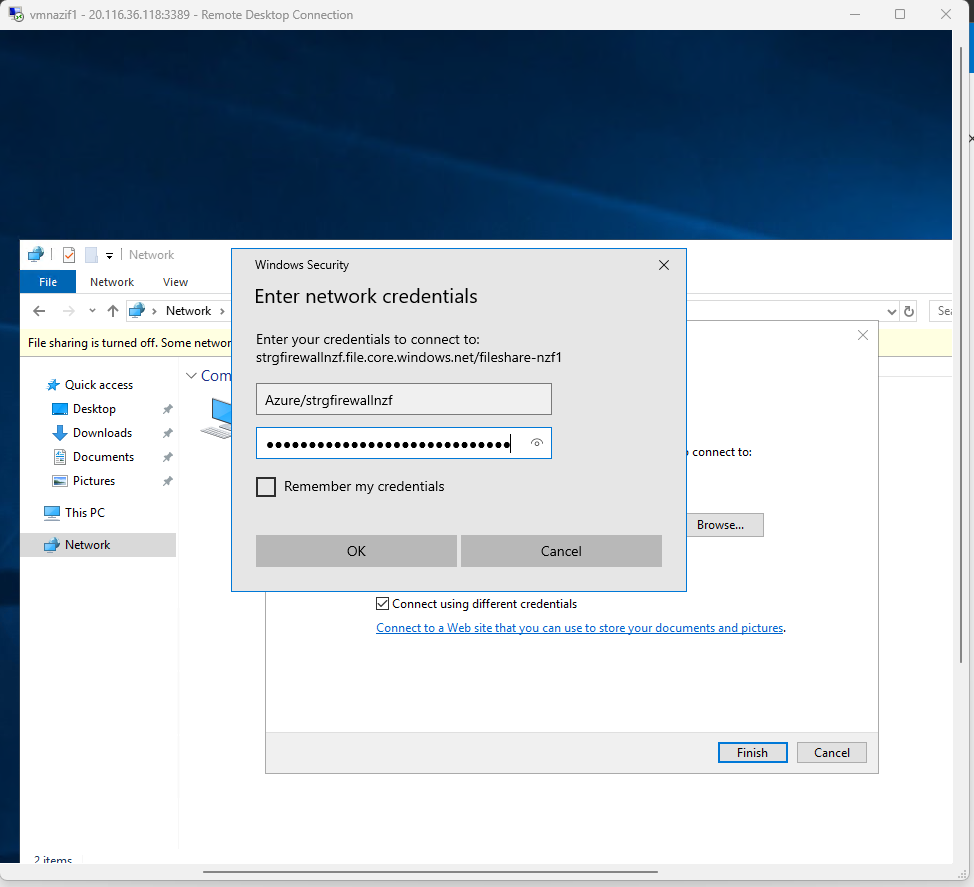 vmnazif1 - 20.116.36.118:3389 - Remote Desktop Connection
Network
File
Network
View
Network
File sharing is turned off. Some
Quick access
Desktop
Downloads
Documents
Pictures
This PC
Network
2 items
Windows Security
Enter network credentials
Enter your credentials to connect to:
strgfirewallnzf.file.core.windows.net/fileshare-nzf1
Azure/strgfirewallnzf
Remember my credentials
OK
Cancel
connect to:
Browse...
Connect using different credentials
Connect to a Web site that you can use to store your documents and pictures.
Finish
Cancel